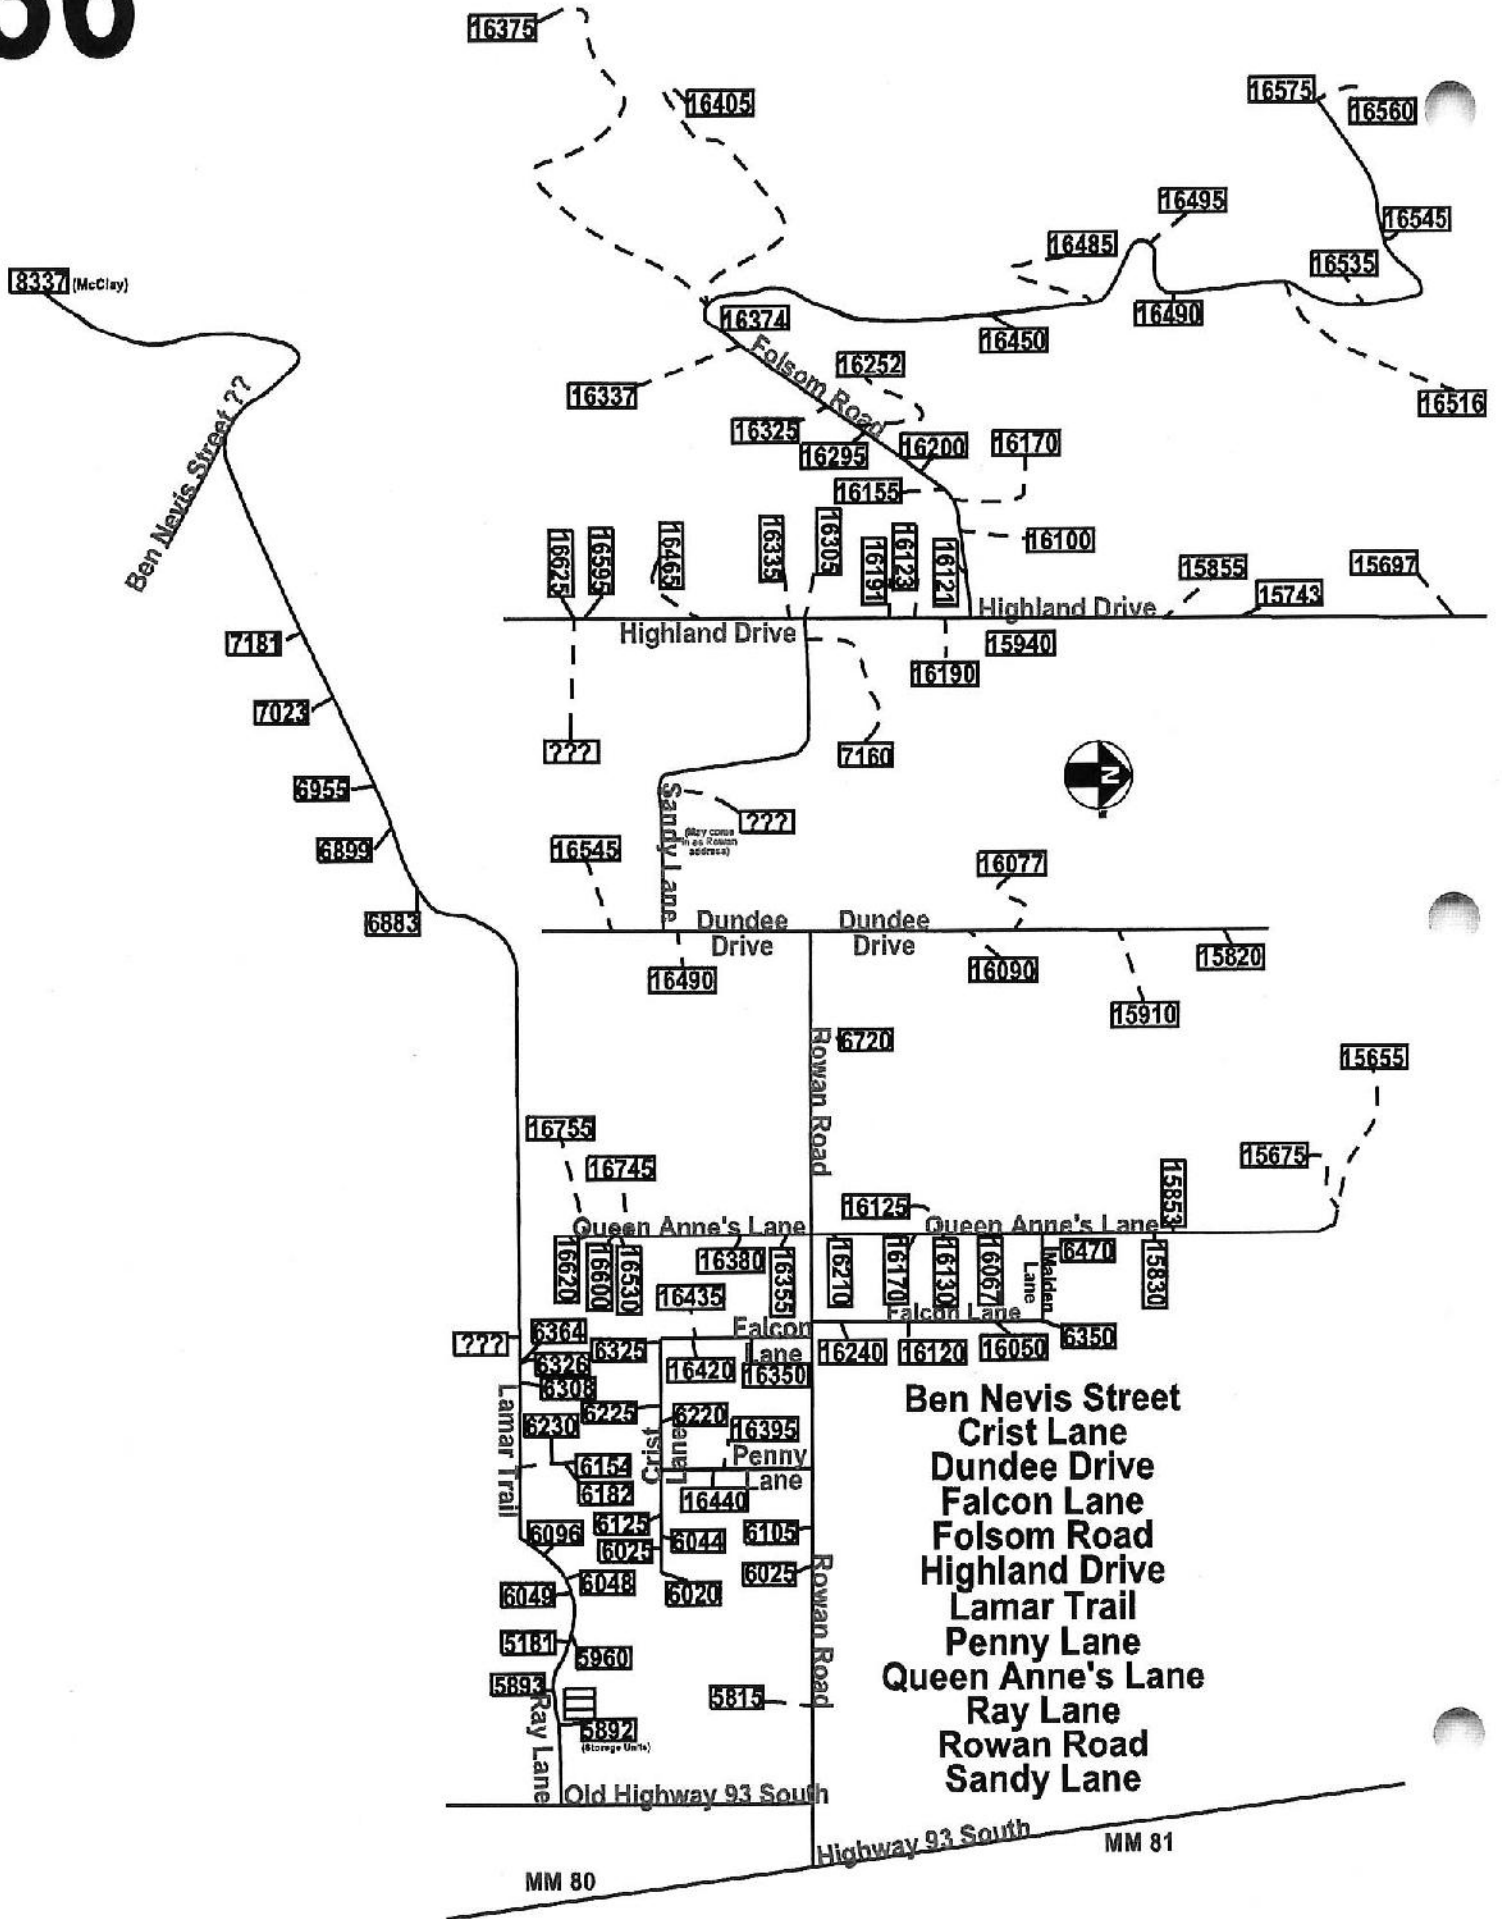 16375
16405
16575
16560
16495
16545
16485
16535
8337 (McClay)
16374
16490
16450
Folsom Road
16252
16337
16516
16325
16295
16200
16170
Ben Nevis Street ??
16155
16625
16595
16465
16335
16305
16191
16123
16121
16100
15855
15743
15697
Highland Drive
Highland Drive
15940
7181
16190
7023
???
7160
N
6955
Sandy Lane
???
(May come
in as Rowan
address)
6899
16545
16077
6883
Dundee
Drive
Dundee
Drive
16490
16090
15820
15910
Rowan Road
6720
15655
16755
16745
15675
15853
16125
Queen Anne's Lane
Queen Anne's Lane
16620
16600
16530
16380
16355
16210
16170
16130
16067
Maiden
Lane
6470
15830
16435
Falcon Lane
???
6364
6325
Falcon
Lane
6326
16420
16350
16240
16120
16050
6350
6308
Lamar Trail
6225
6220
16395
6230
Crist
Lane
Penny
Lane
6154
6182
16440
6096
6125
6044
6105
6025
6025
6048
6020
6049
Rowan Road
5181
5960
5893
5815
Ray Lane
5892
(Storage Units)
Ben Nevis Street
Crist Lane
Dundee Drive
Falcon Lane
Folsom Road
Highland Drive
Lamar Trail
Penny Lane
Queen Anne's Lane
Ray Lane
Rowan Road
Sandy Lane
Old Highway 93 South
Highway 93 South
MM 81
MM 80